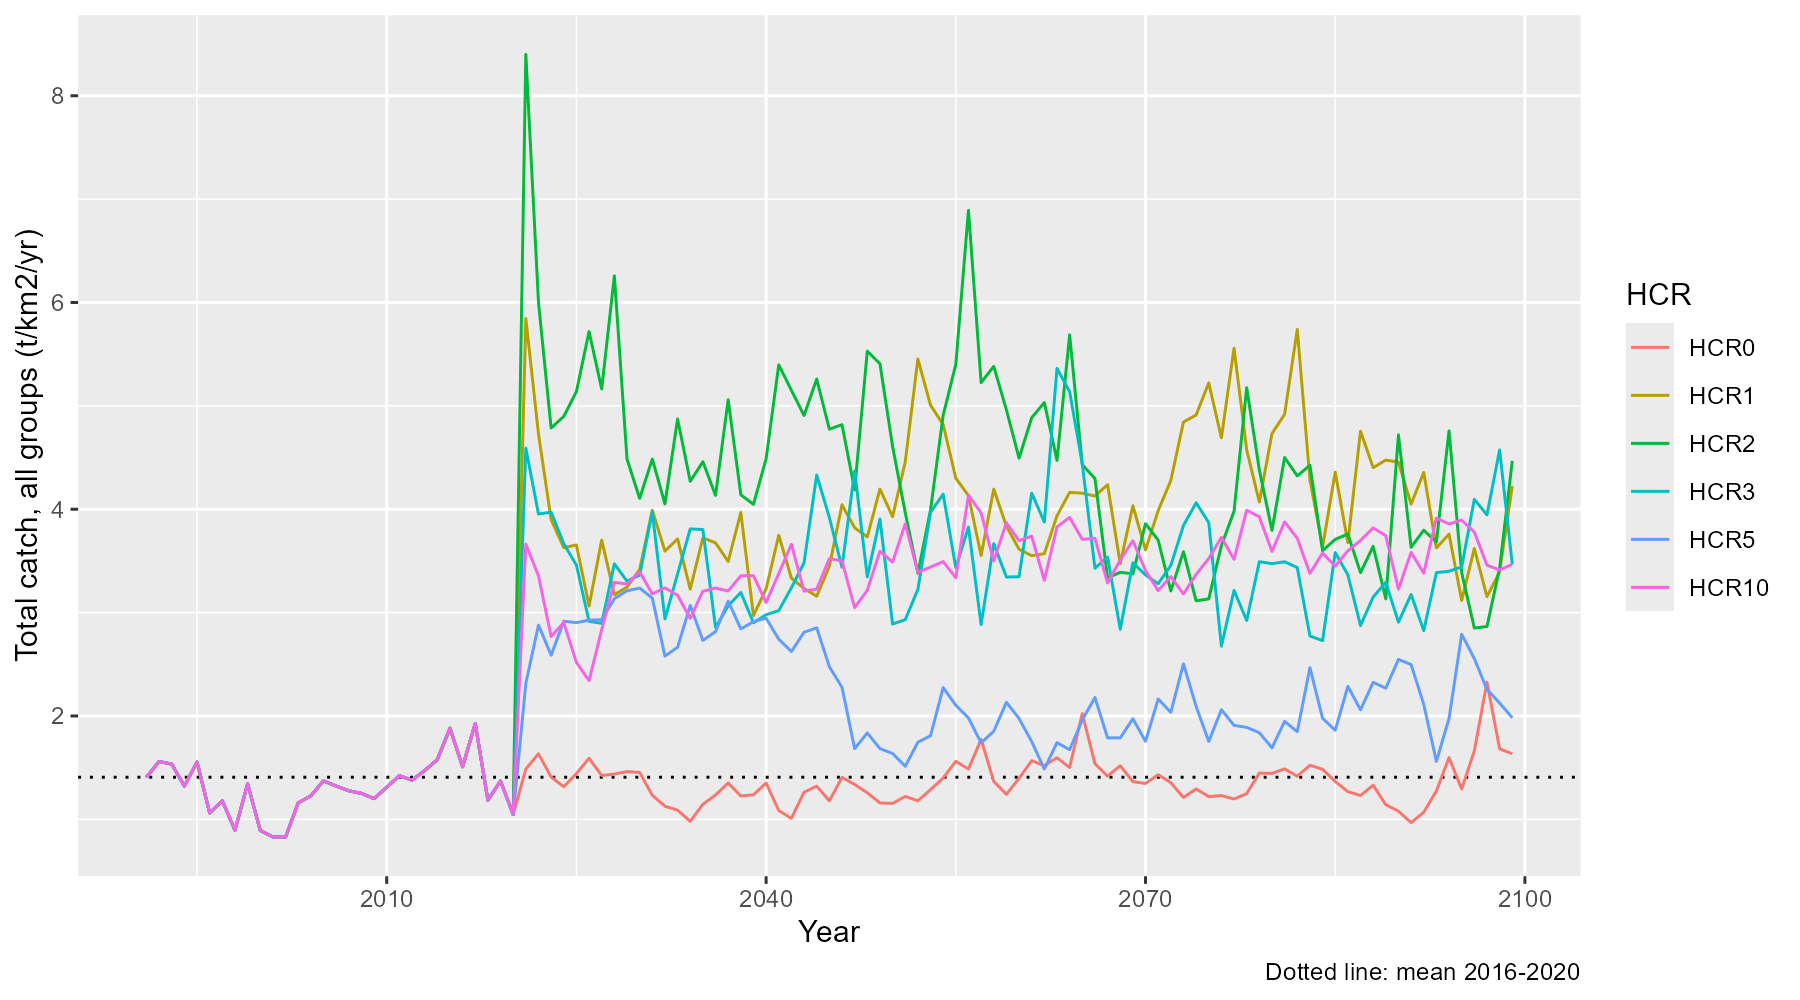 Total catch, all groups (t/km2/yr)
8
6
4
2
2010
2040
2070
2100
Year
HCR
HCR0
HCR1
HCR2
HCR3
HCR5
HCR10
Dotted line: mean 2016-2020